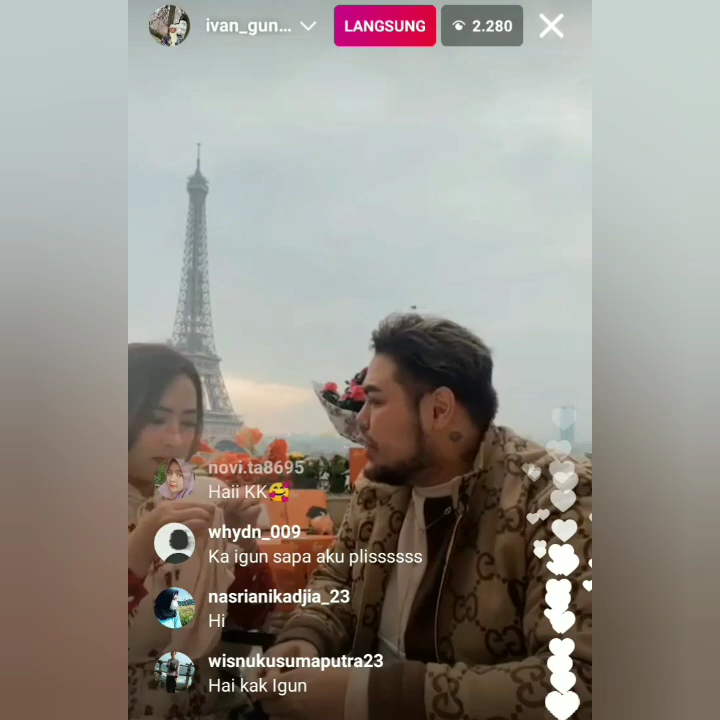 ivan_gun...
LANGSUNG
2.280
novi.ta8695
Haii KK🥰
whydn_009
Ka igun sapa aku plissssss
nasrianikadjia_23
Hi
wisnukusumaputra23
Hai kak Igun